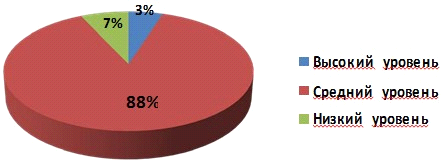 3%
7%
88%
Высокий уровень
Средний уровень
Низкий уровень